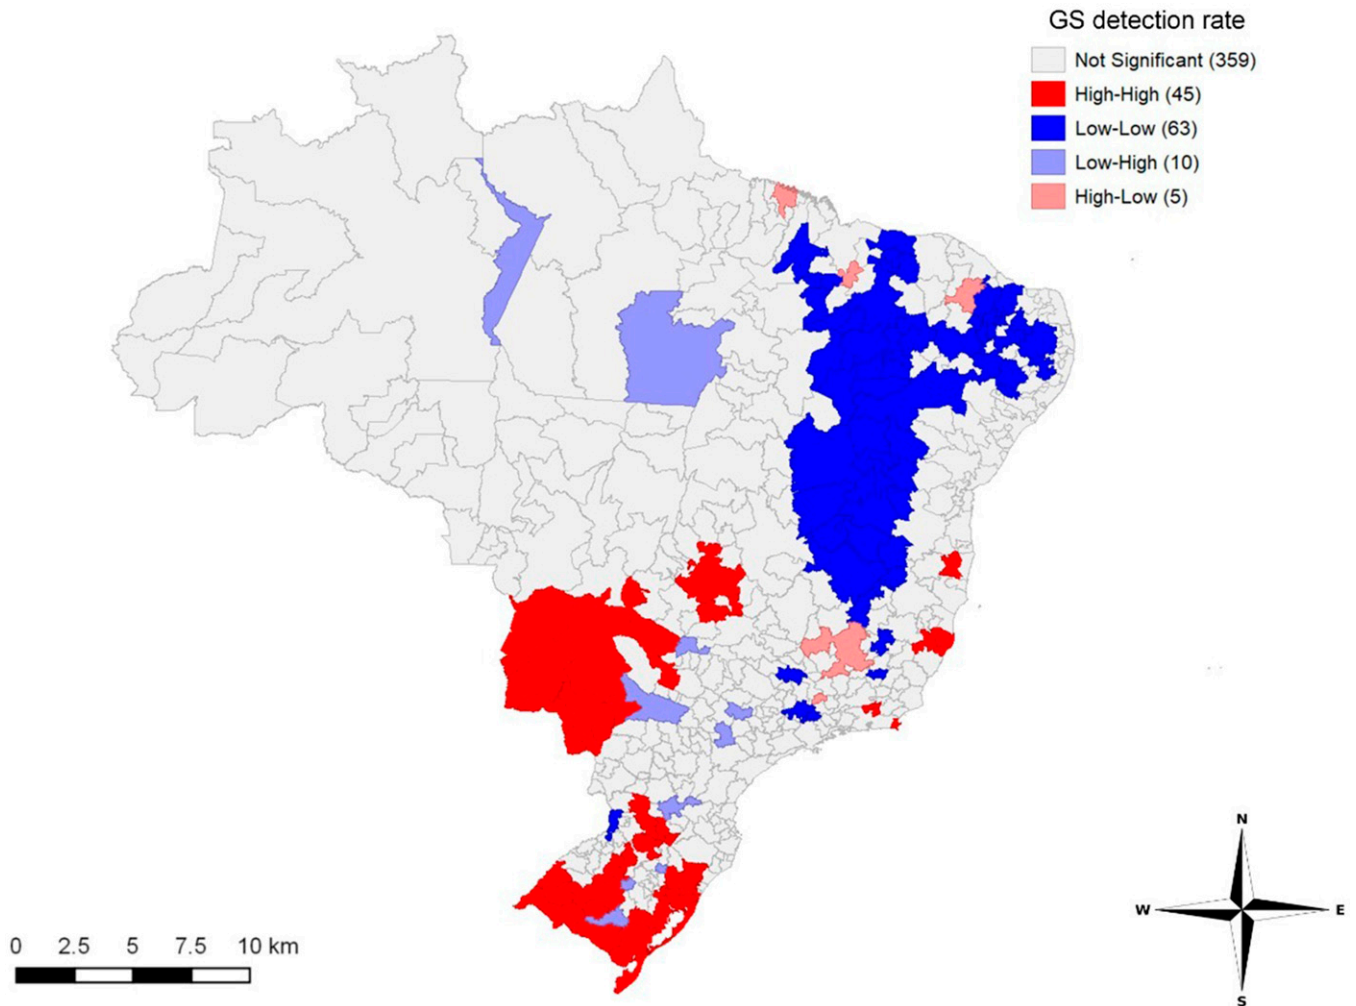 GS detection rate
Not Significant (359)
High-High (45)
Low-Low (63)
Low-High (10)
High-Low (5)
N
W
E
S
0 2.5 5 7.5 10 km